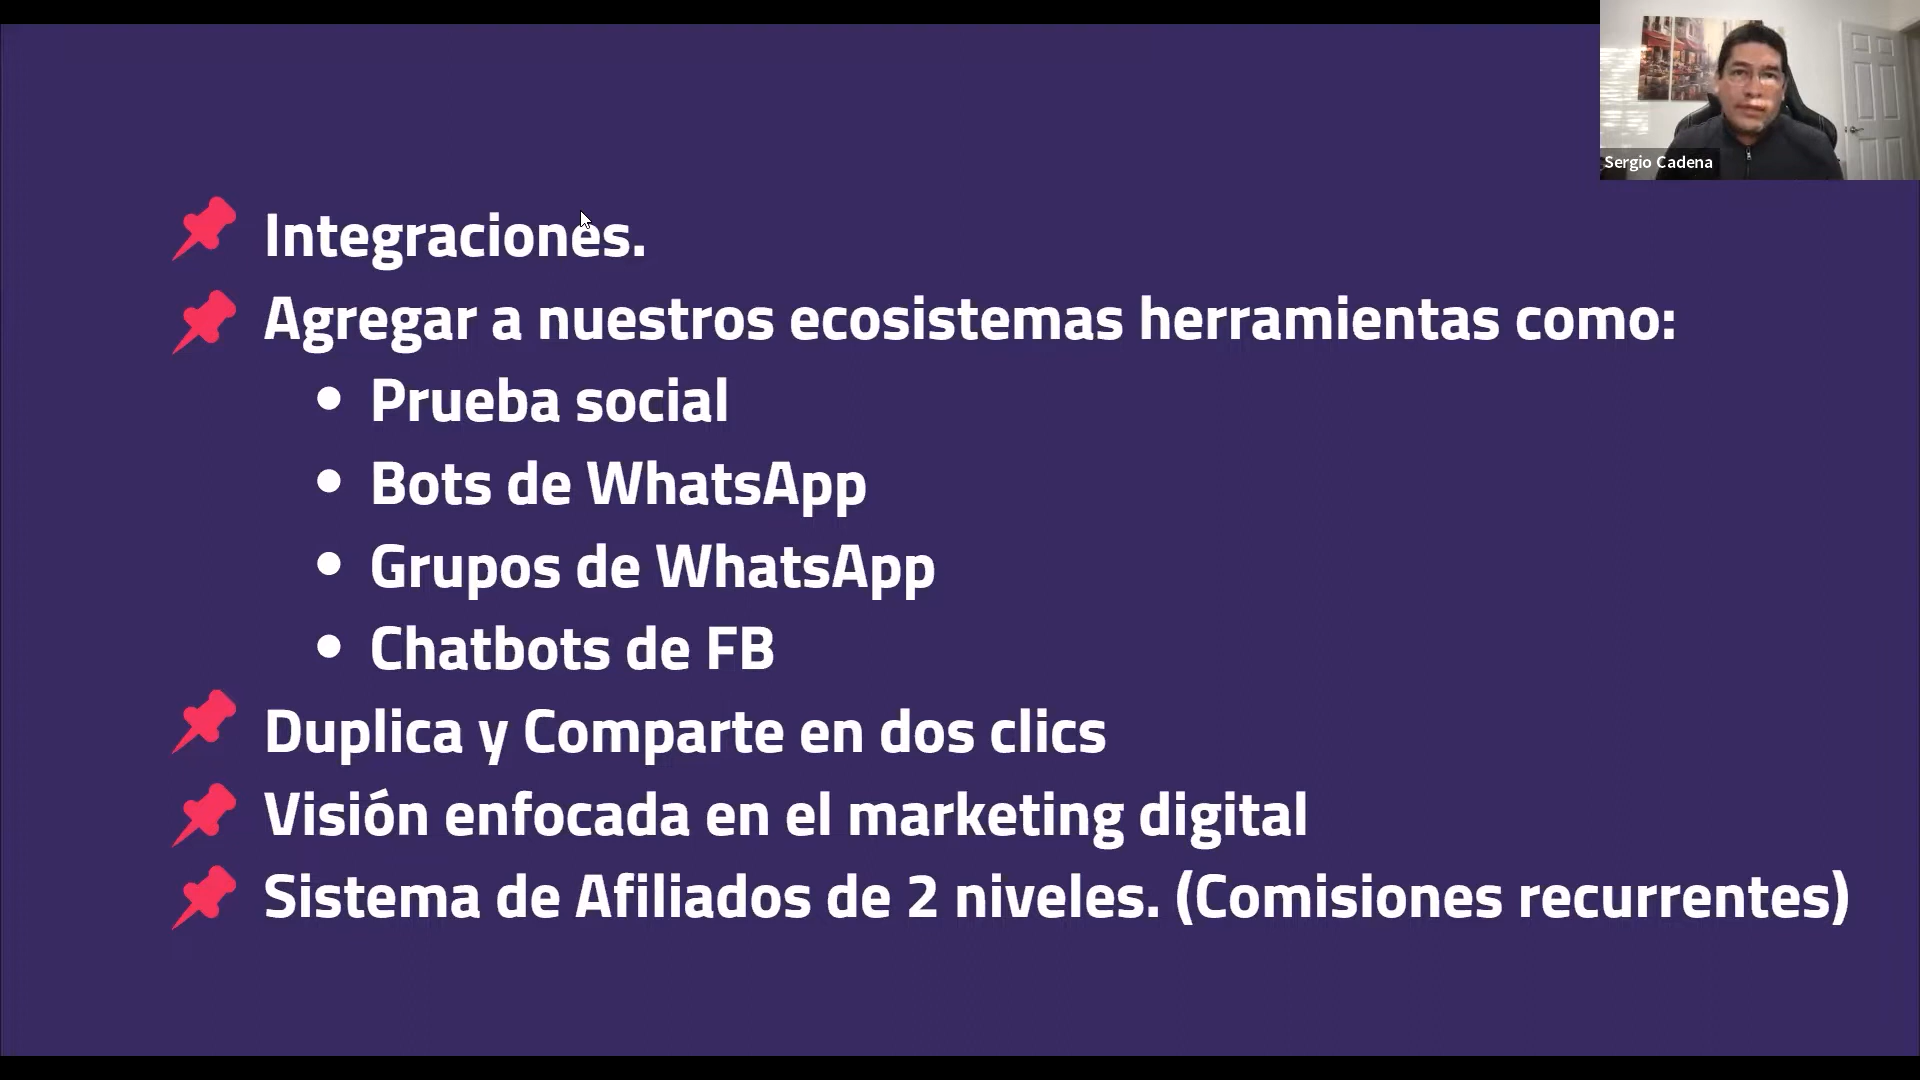 Sergio Cadena
Integraciones.
Agregar a nuestros ecosistemas herramientas como:
• Prueba social
• Bots de WhatsApp
• Grupos de WhatsApp
• Chatbots de FB
Duplica y Comparte en dos clics
Visión enfocada en el marketing digital
Sistema de Afiliados de 2 niveles. (Comisiones recurrentes)